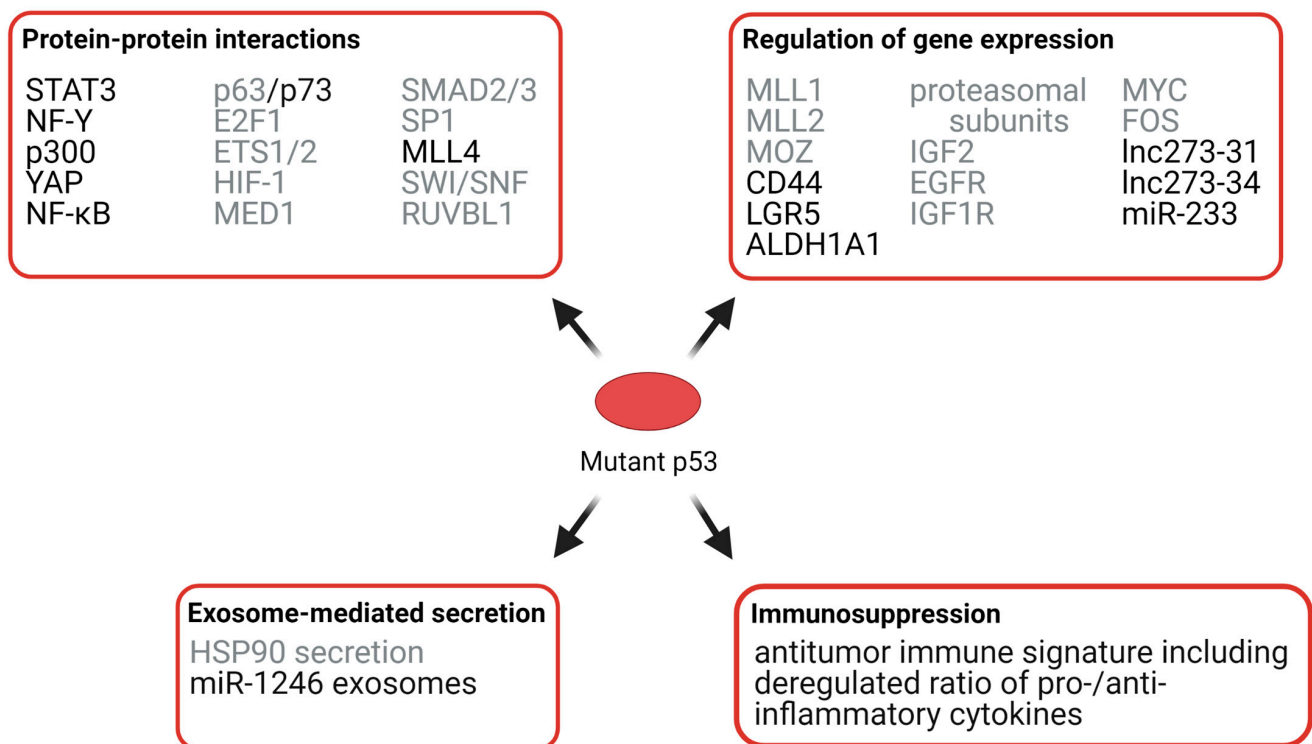 Protein-protein interactions
STAT3
NF-Y
p300
YAP
NF-κB
p63/p73
E2F1
ETS1/2
HIF-1
MED1
SMAD2/3
SP1
MLL4
SWI/SNF
RUVBL1
Regulation of gene expression
MLL1
MLL2
MOZ
CD44
LGR5
ALDH1A1
proteasomal
subunits
IGF2
EGFR
IGF1R
MYC
FOS
lnc273-31
lnc273-34
miR-233
Mutant p53
Exosome-mediated secretion
HSP90 secretion
miR-1246 exosomes
Immunosuppression
antitumor immune signature including
deregulated ratio of pro-/anti-
inflammatory cytokines